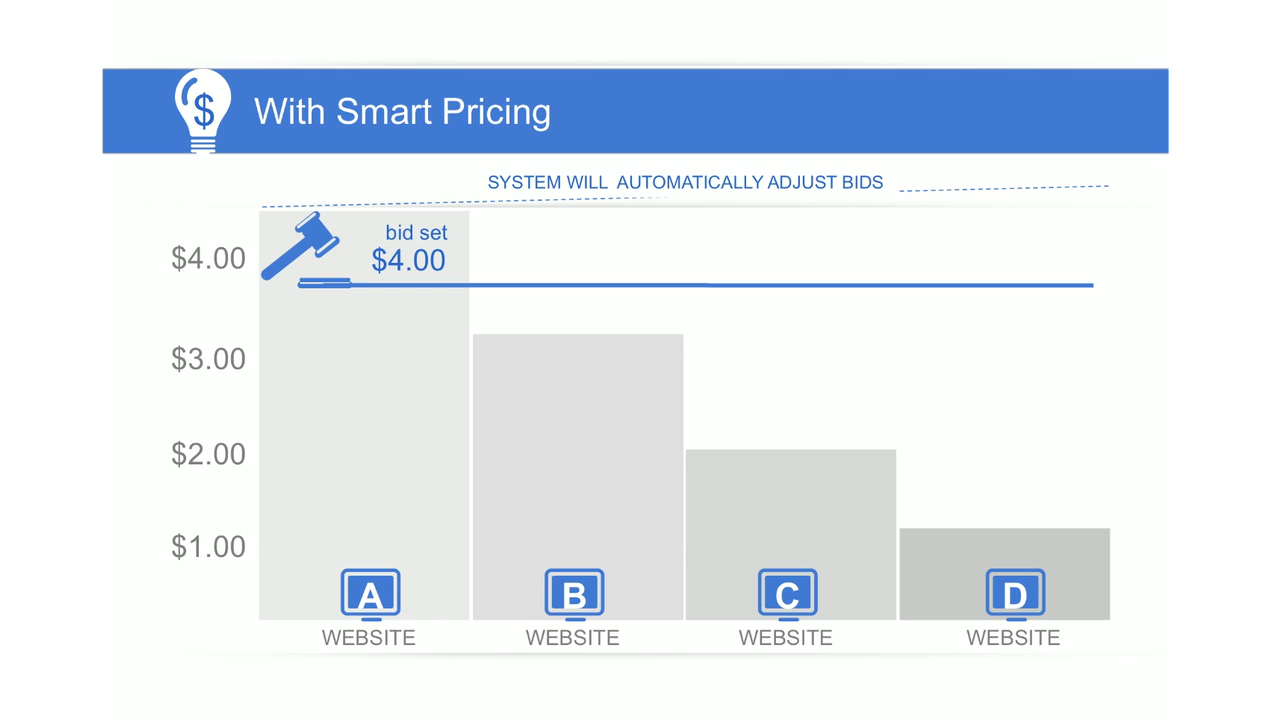 $ With Smart Pricing
SYSTEM WILL AUTOMATICALLY ADJUST BIDS
bid set
$4.00
$4.00
$3.00
$2.00
$1.00
A B C D
WEBSITE WEBSITE WEBSITE WEBSITE